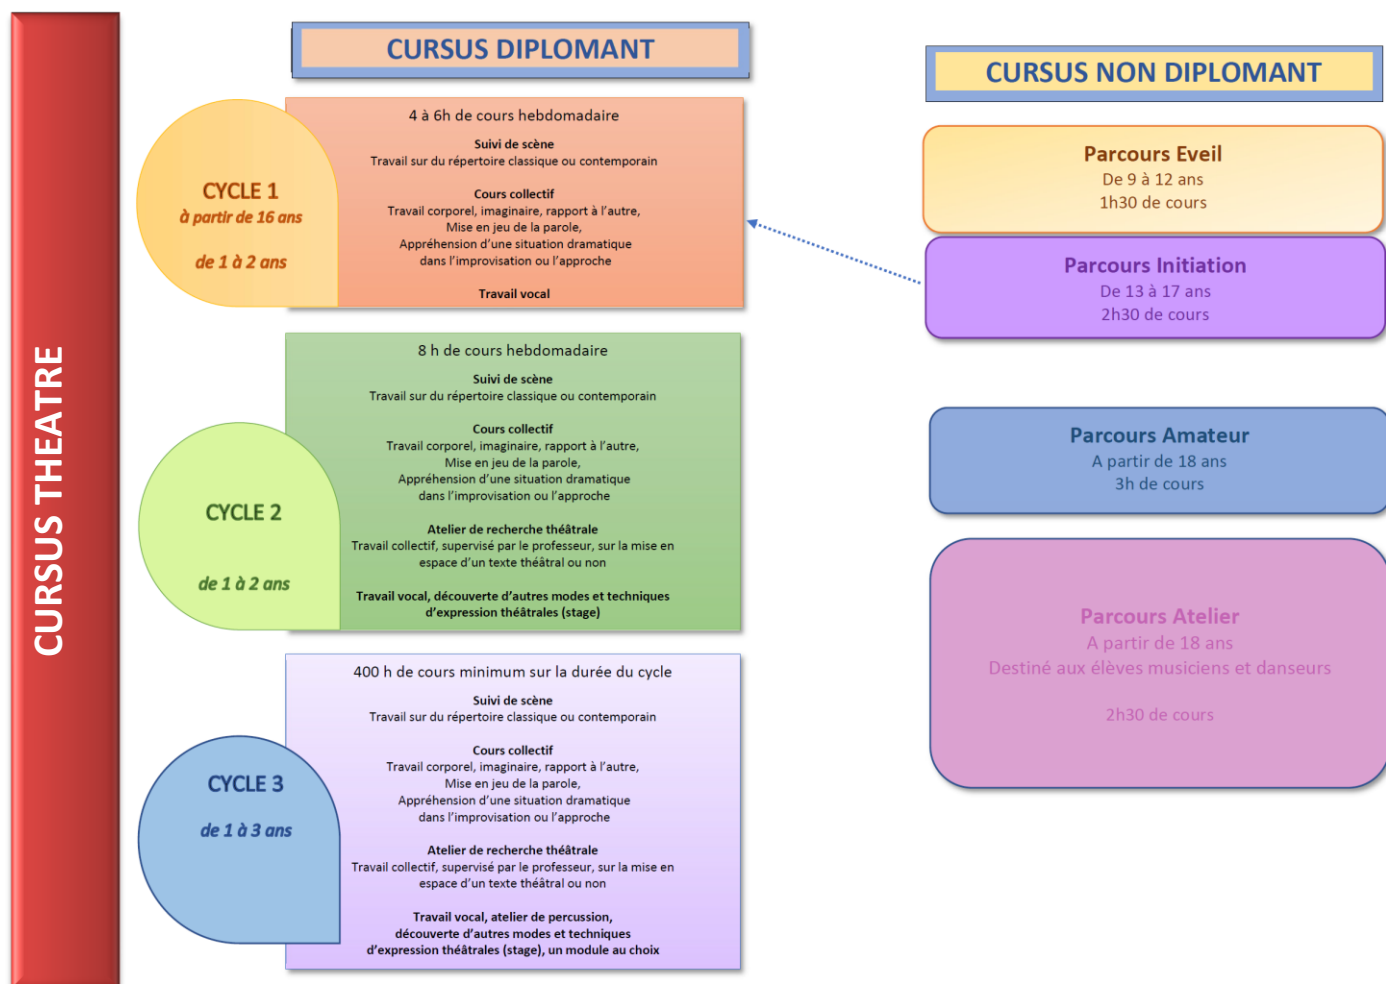 CURSUS THEATRE
CURSUS DIPLOMANT
CYCLE 1
à partir de 16 ans
de 1 à 2 ans
4 à 6h de cours hebdomadaire
Suivi de scène
Travail sur du répertoire classique ou contemporain
Cours collectif
Travail corporel, imaginaire, rapport à l'autre,
Mise en jeu de la parole,
Appréhension d'une situation dramatique
dans l'improvisation ou l'approche
Travail vocal
CYCLE 2
de 1 à 2 ans
8 h de cours hebdomadaire
Suivi de scène
Travail sur du répertoire classique ou contemporain
Cours collectif
Travail corporel, imaginaire, rapport à l'autre,
Mise en jeu de la parole,
Appréhension d'une situation dramatique
dans l'improvisation ou l'approche
Atelier de recherche théâtrale
Travail collectif, supervisé par le professeur, sur la mise en
espace d'un texte théâtral ou non
Travail vocal, découverte d'autres modes et techniques
d'expression théâtrales (stage)
CYCLE 3
de 1 à 3 ans
400 h de cours minimum sur la durée du cycle
Suivi de scène
Travail sur du répertoire classique ou contemporain
Cours collectif
Travail corporel, imaginaire, rapport à l'autre,
Mise en jeu de la parole,
Appréhension d'une situation dramatique
dans l'improvisation ou l'approche
Atelier de recherche théâtrale
Travail collectif, supervisé par le professeur, sur la mise en
espace d'un texte théâtral ou non
Travail vocal, atelier de percussion,
découverte d'autres modes et techniques
d'expression théâtrales (stage), un module au choix
CURSUS NON DIPLOMANT
Parcours Eveil
De 9 à 12 ans
1h30 de cours
Parcours Initiation
De 13 à 17 ans
2h30 de cours
Parcours Amateur
A partir de 18 ans
3h de cours
Parcours Atelier
A partir de 18 ans
Destiné aux élèves musiciens et danseurs
2h30 de cours